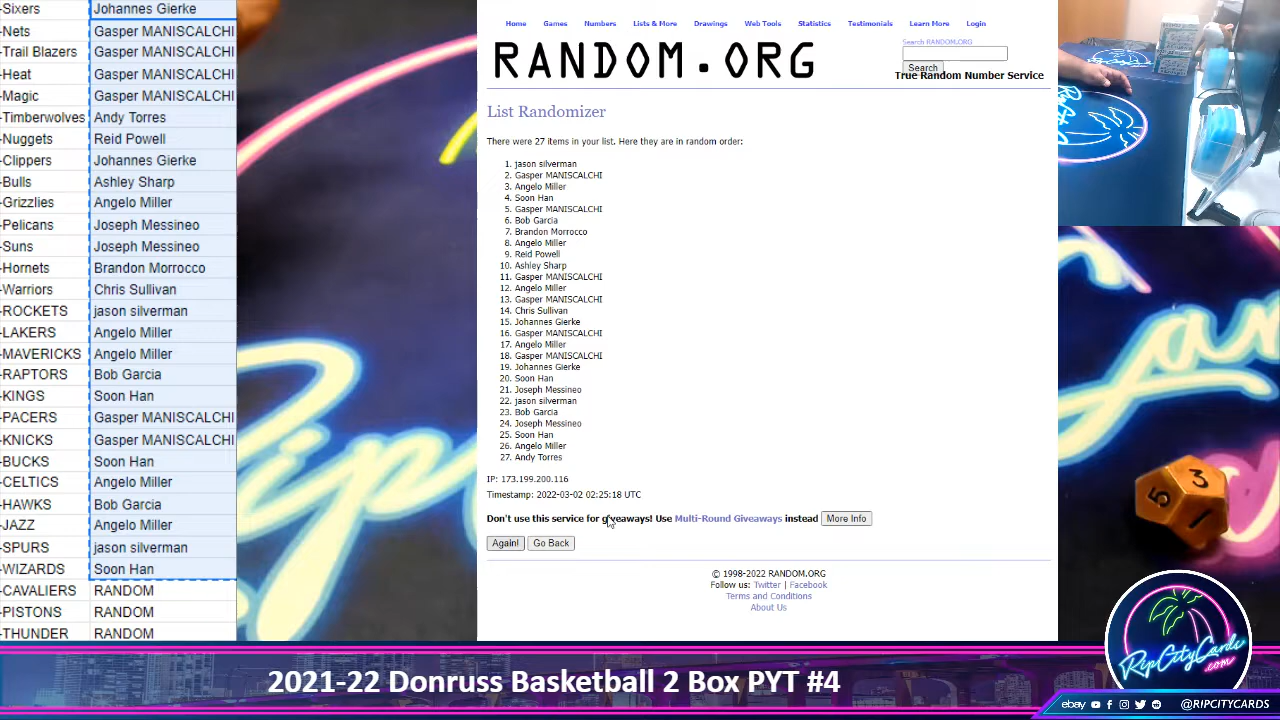 -Sixers Johannes Gierke
-Nets Gasper MANISCALCHI
-Trail Blazers Gasper MANISCALCHI
-Heat Gasper MANISCALCHI
-Magic Gasper MANISCALCHI
-Timberwolves Andy Torres
-Nuggets Reid Powell
-Clippers Johannes Gierke
-Bulls Ashley Sharp
-Grizzlies Angelo Miller
-Pelicans Joseph Messineo
-Suns Joseph Messineo
-Hornets Brandon Morrocco
-Warriors Chris Sullivan
-ROCKETS jason silverman
-LAKERS Angelo Miller
-MAVERICKS Angelo Miller
-RAPTORS Bob Garcia
-KINGS Soon Han
-PACERS Gasper MANISCALCHI
-KNICKS Gasper MANISCALCHI
-BUCKS Soon Han
-CELTICS Angelo Miller
-HAWKS Bob Garcia
-JAZZ Angelo Miller
-SPURS jason silverman
-WIZARDS Soon Han
-CAVALIERS RANDOM
-PISTONS RANDOM
-THUNDER RANDOM
Home Games Numbers Lists & More Drawings Web Tools Statistics Testimonials Learn More Login
RANDOM.ORG
Search RANDOM.ORG
Search
True Random Number Service
List Randomizer
There were 27 items in your list. Here they are in random order:
1. jason silverman
2. Gasper MANISCALCHI
3. Angelo Miller
4. Soon Han
5. Gasper MANISCALCHI
6. Bob Garcia
7. Brandon Morrocco
8. Angelo Miller
9. Reid Powell
10. Ashley Sharp
11. Gasper MANISCALCHI
12. Angelo Miller
13. Gasper MANISCALCHI
14. Chris Sullivan
15. Johannes Gierke
16. Gasper MANISCALCHI
17. Angelo Miller
18. Gasper MANISCALCHI
19. Johannes Gierke
20. Soon Han
21. Joseph Messineo
22. jason silverman
23. Bob Garcia
24. Joseph Messineo
25. Soon Han
26. Angelo Miller
27. Andy Torres
IP: 173.199.200.116
Timestamp: 2022-03-02 02:25:18 UTC
Don't use this service for giveaways! Use Multi-Round Giveaways instead More Info
Again! Go Back
© 1998-2022 RANDOM.ORG
Follow us: Twitter | Facebook
Terms and Conditions
About Us
5 3 1
RipCityCards
.com
2021-22 Donruss Basketball 2 Box PYT #4
ebay @RIPCITYCARDS